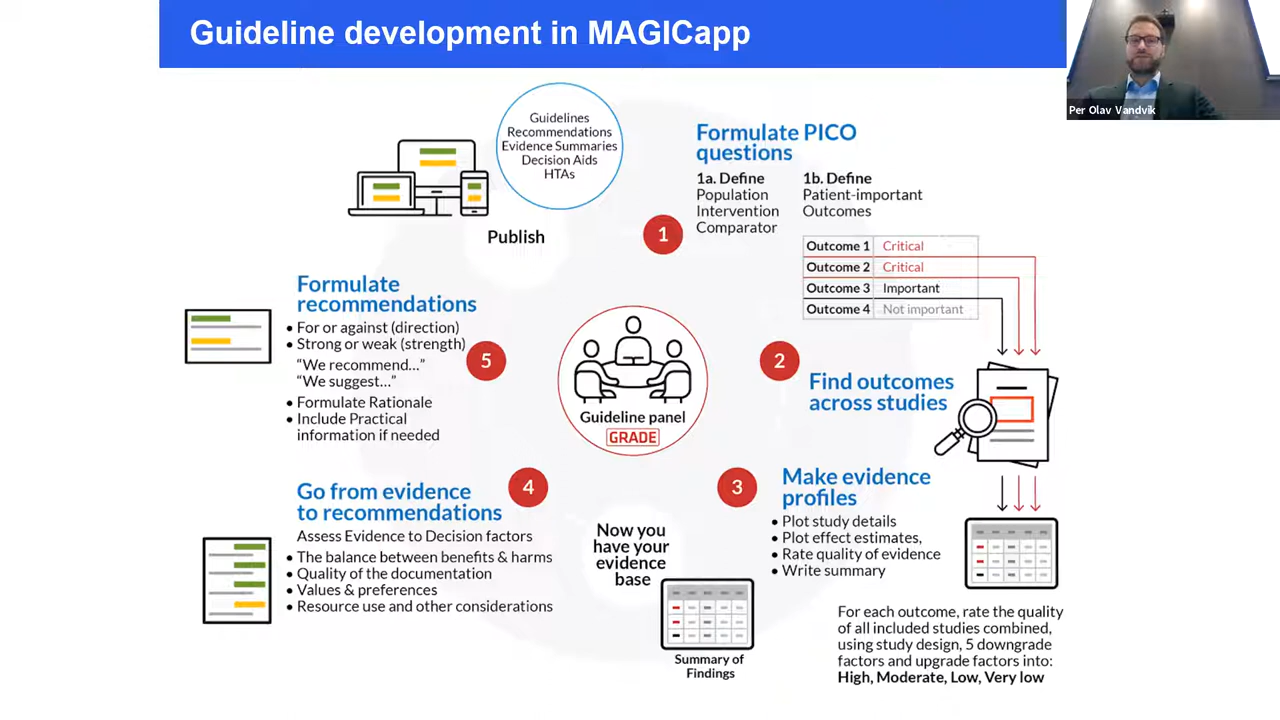 Guideline development in MAGICapp
Per Olav Vandvik
Guidelines
Recommendations
Evidence Summaries
Decision Aids
HTAs
Publish
1
Formulate PICO
questions
1a. Define
Population
Intervention
Comparator
1b. Define
Patient-important
Outcomes
Outcome 1 Critical
Outcome 2 Critical
Outcome 3 Important
Outcome 4 Not important
2
Find outcomes
across studies
3
Make evidence
profiles
• Plot study details
• Plot effect estimates,
• Rate quality of evidence
• Write summary
For each outcome, rate the quality
of all included studies combined,
using study design, 5 downgrade
factors and upgrade factors into:
High, Moderate, Low, Very low
Now you
have your
evidence
base
Summary of
Findings
4
Go from evidence
to recommendations
Assess Evidence to Decision factors
• The balance between benefits & harms
• Quality of the documentation
• Values & preferences
• Resource use and other considerations
5
Formulate
recommendations
• For or against (direction)
• Strong or weak (strength)
“We recommend...”
“We suggest...”
• Formulate Rationale
• Include Practical
information if needed
Guideline panel
GRADE